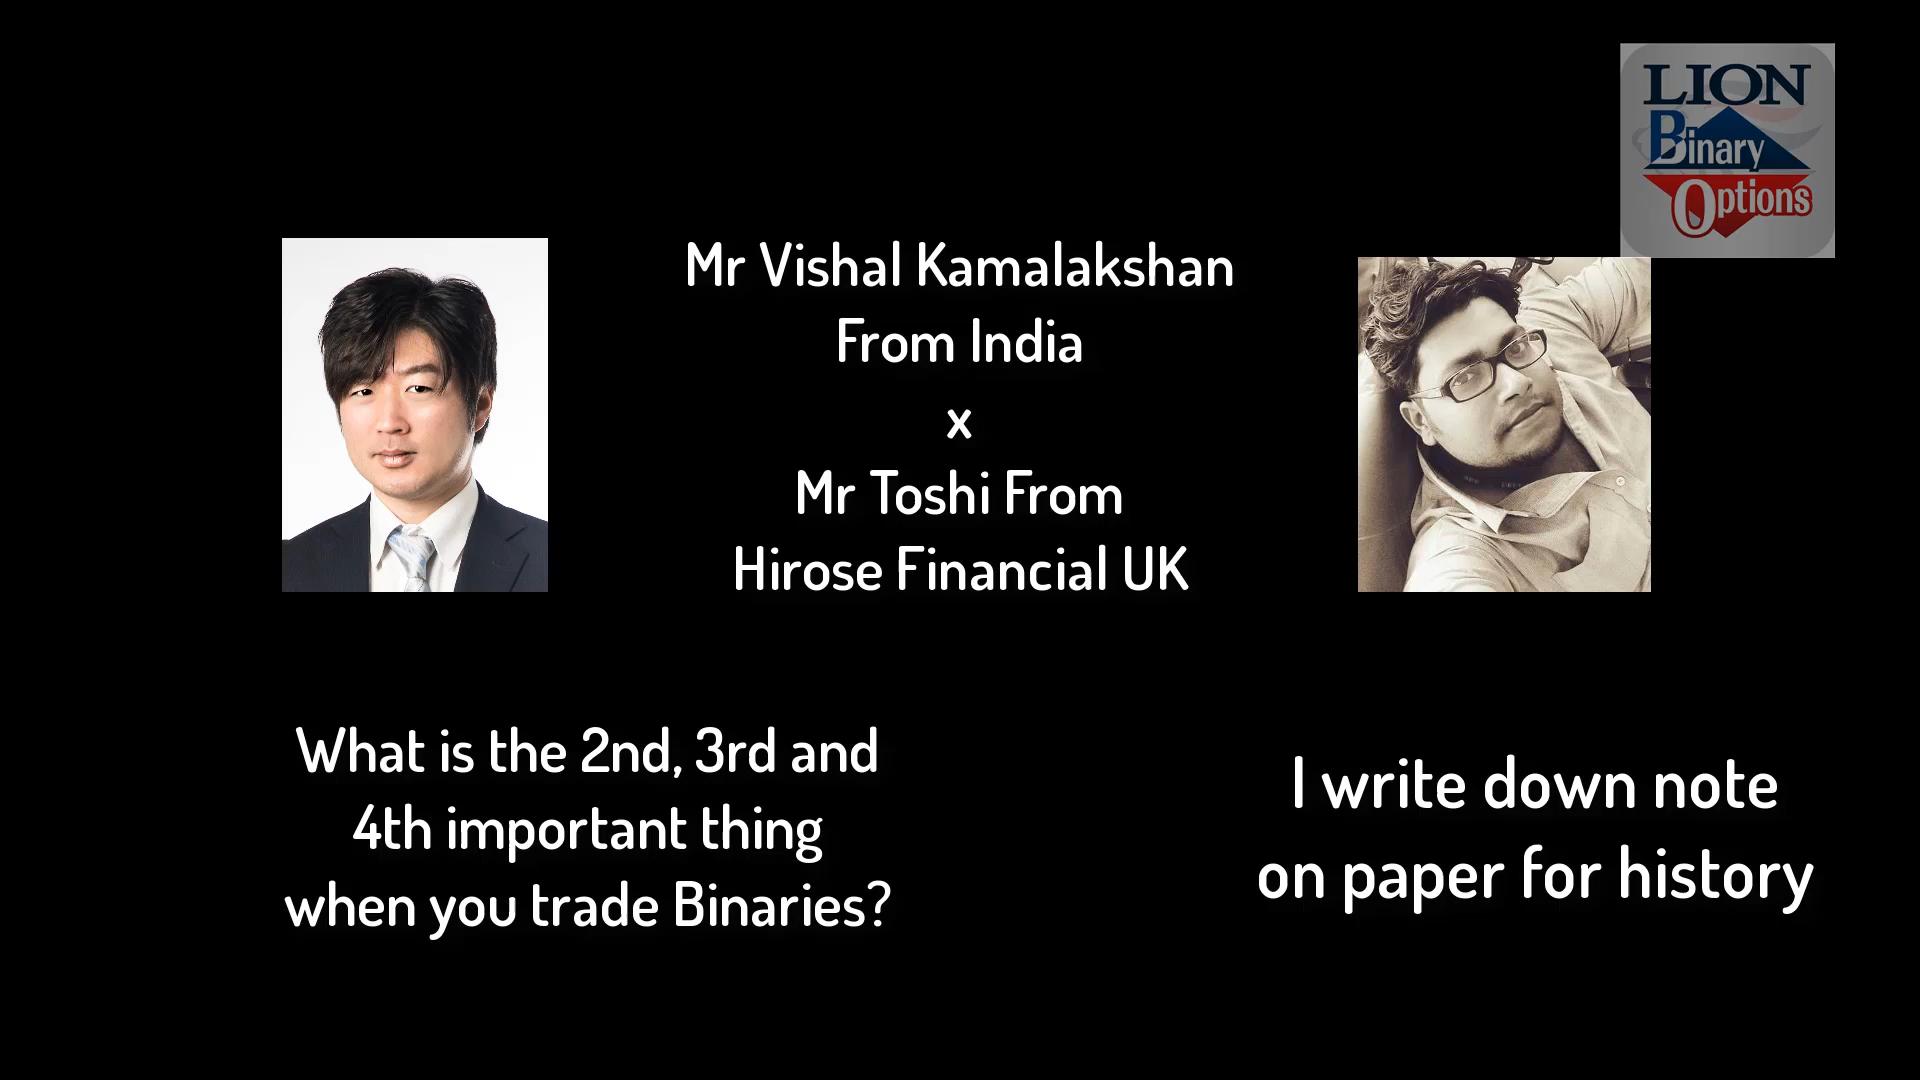 LION
Binary
Options
Mr Vishal Kamalakshan
From India
x
Mr Toshi From
Hirose Financial UK
What is the 2nd, 3rd and
4th important thing
when you trade Binaries?
I write down note
on paper for history